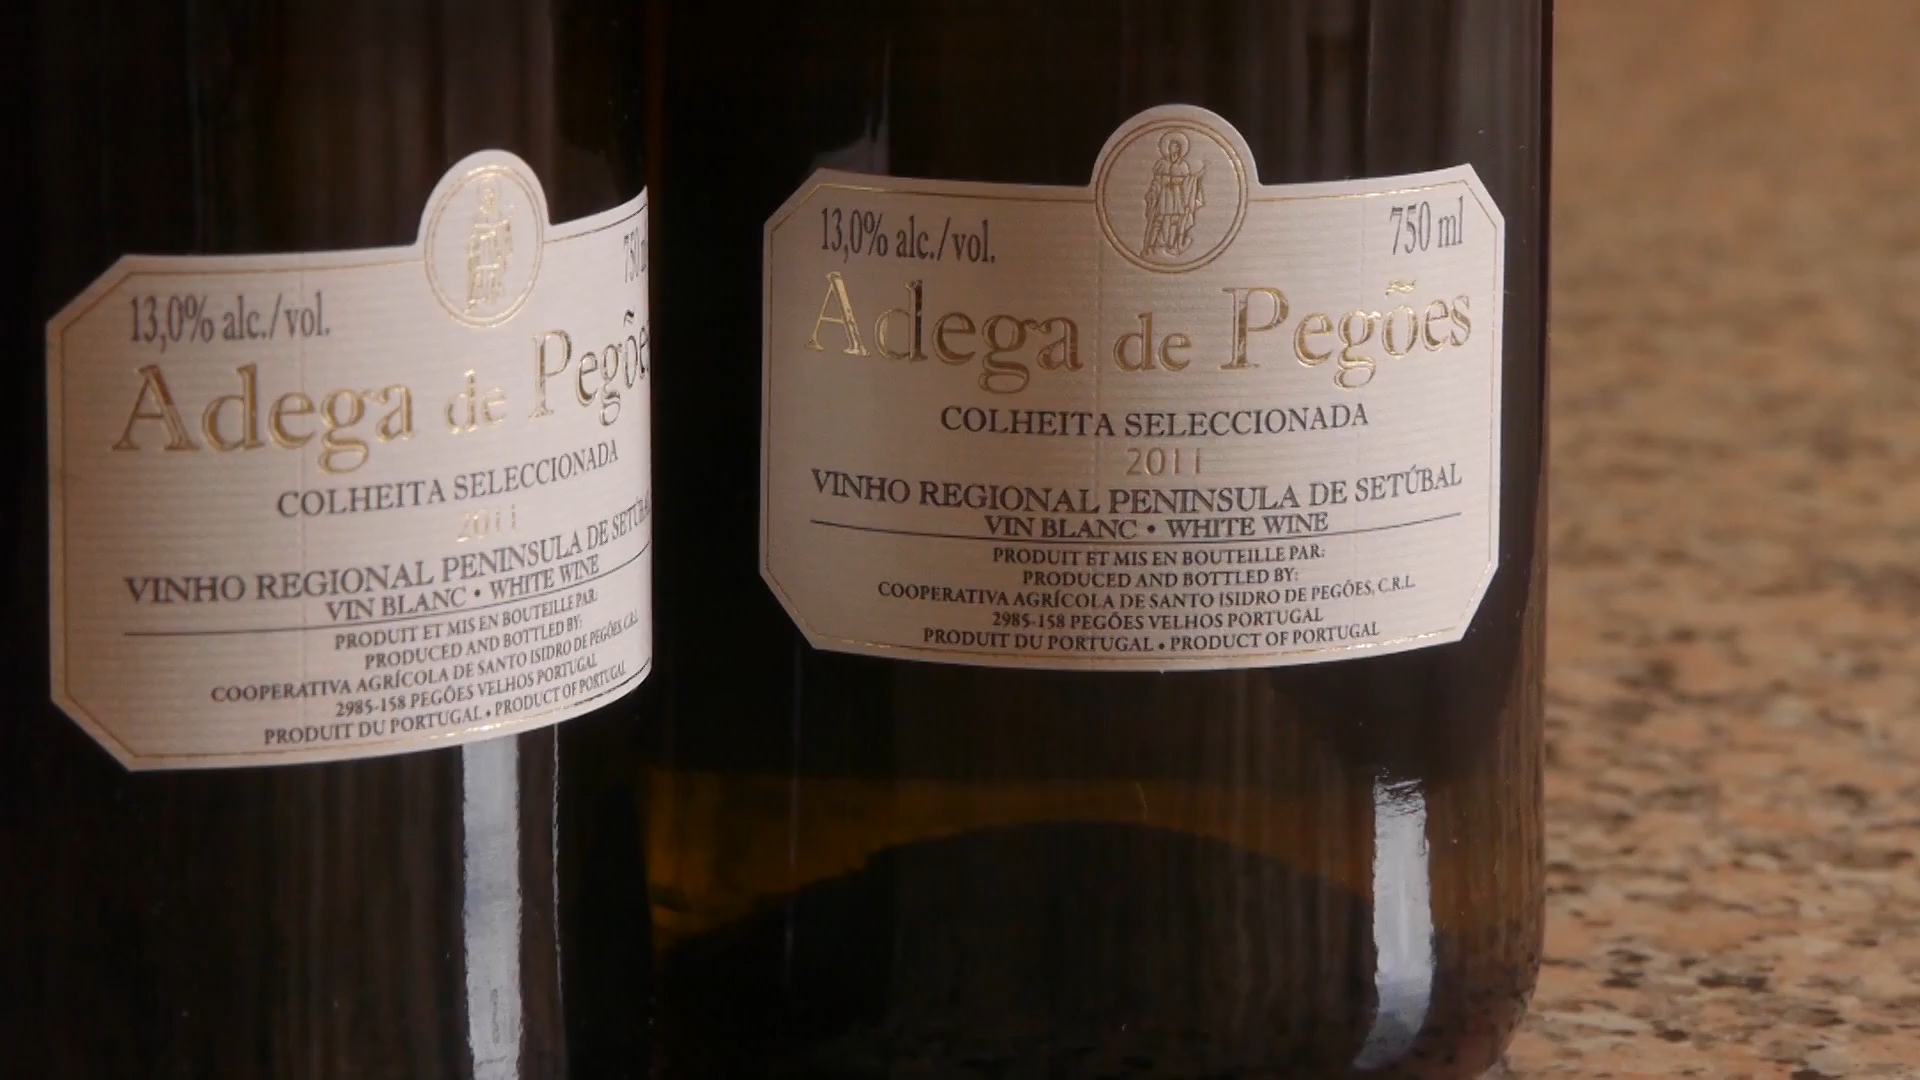 13,0% alc./vol.
Adega de Pegões
COLHEITA SELECCIONADA
2011
VINHO REGIONAL PENINSULA DE SETÚBAL
VIN BLANC • WHITE WINE
PRODUIT ET MIS EN BOUTEILLE PAR:
PRODUCED AND BOTTLED BY:
COOPERATIVA AGRÍCOLA DE SANTO ISIDRO DE PEGÕES, C.R.L.
2985-158 PEGÕES VELHOS PORTUGAL
PRODUIT DU PORTUGAL • PRODUCT OF PORTUGAL
13,0% alc./vol. 750 ml
Adega de Pegões
COLHEITA SELECCIONADA
2011
VINHO REGIONAL PENINSULA DE SETÚBAL
VIN BLANC • WHITE WINE
PRODUIT ET MIS EN BOUTEILLE PAR:
PRODUCED AND BOTTLED BY:
COOPERATIVA AGRÍCOLA DE SANTO ISIDRO DE PEGÕES, C.R.L.
2985-158 PEGÕES VELHOS PORTUGAL
PRODUIT DU PORTUGAL • PRODUCT OF PORTUGAL